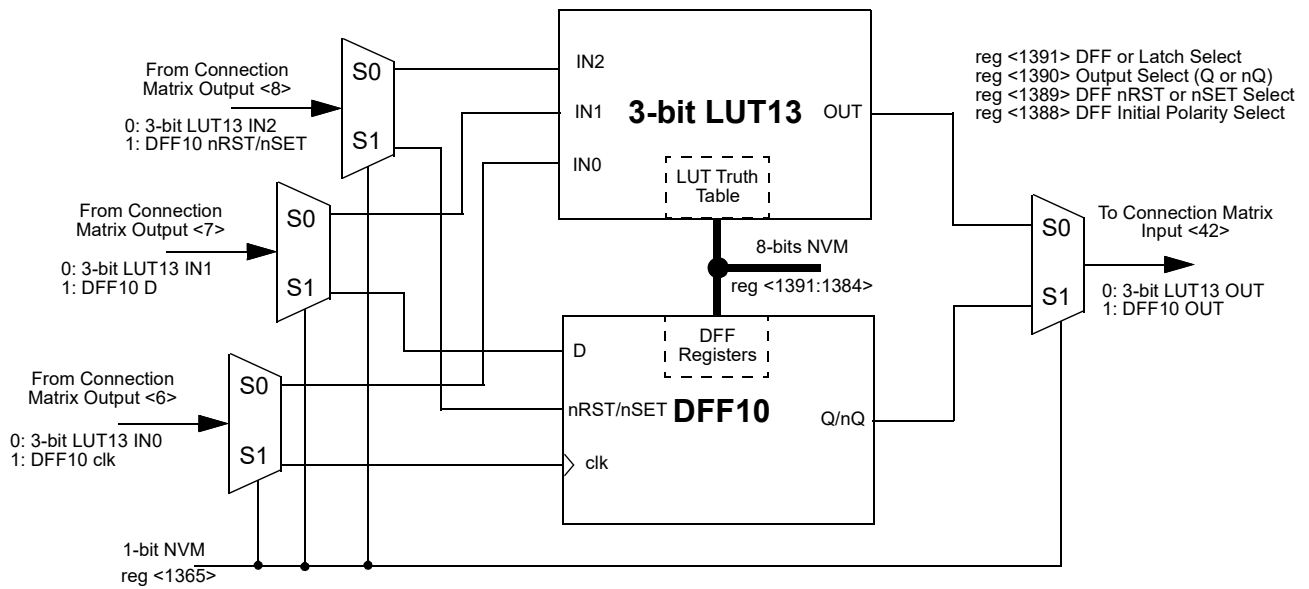 From Connection
Matrix Output <8>
0: 3-bit LUT13 IN2
1: DFF10 nRST/nSET
S0
S1
From Connection
Matrix Output <7>
0: 3-bit LUT13 IN1
1: DFF10 D
S0
S1
From Connection
Matrix Output <6>
0: 3-bit LUT13 IN0
1: DFF10 clk
S0
S1
1-bit NVM
reg <1365>
IN2
IN1
IN0
3-bit LUT13
OUT
LUT Truth
Table
8-bits NVM
reg <1391:1384>
DFF
Registers
D
nRST/nSET
DFF10
Q/nQ
clk
reg <1391> DFF or Latch Select
reg <1390> Output Select (Q or nQ)
reg <1389> DFF nRST or nSET Select
reg <1388> DFF Initial Polarity Select
S0
S1
To Connection Matrix
Input <42>
0: 3-bit LUT13 OUT
1: DFF10 OUT